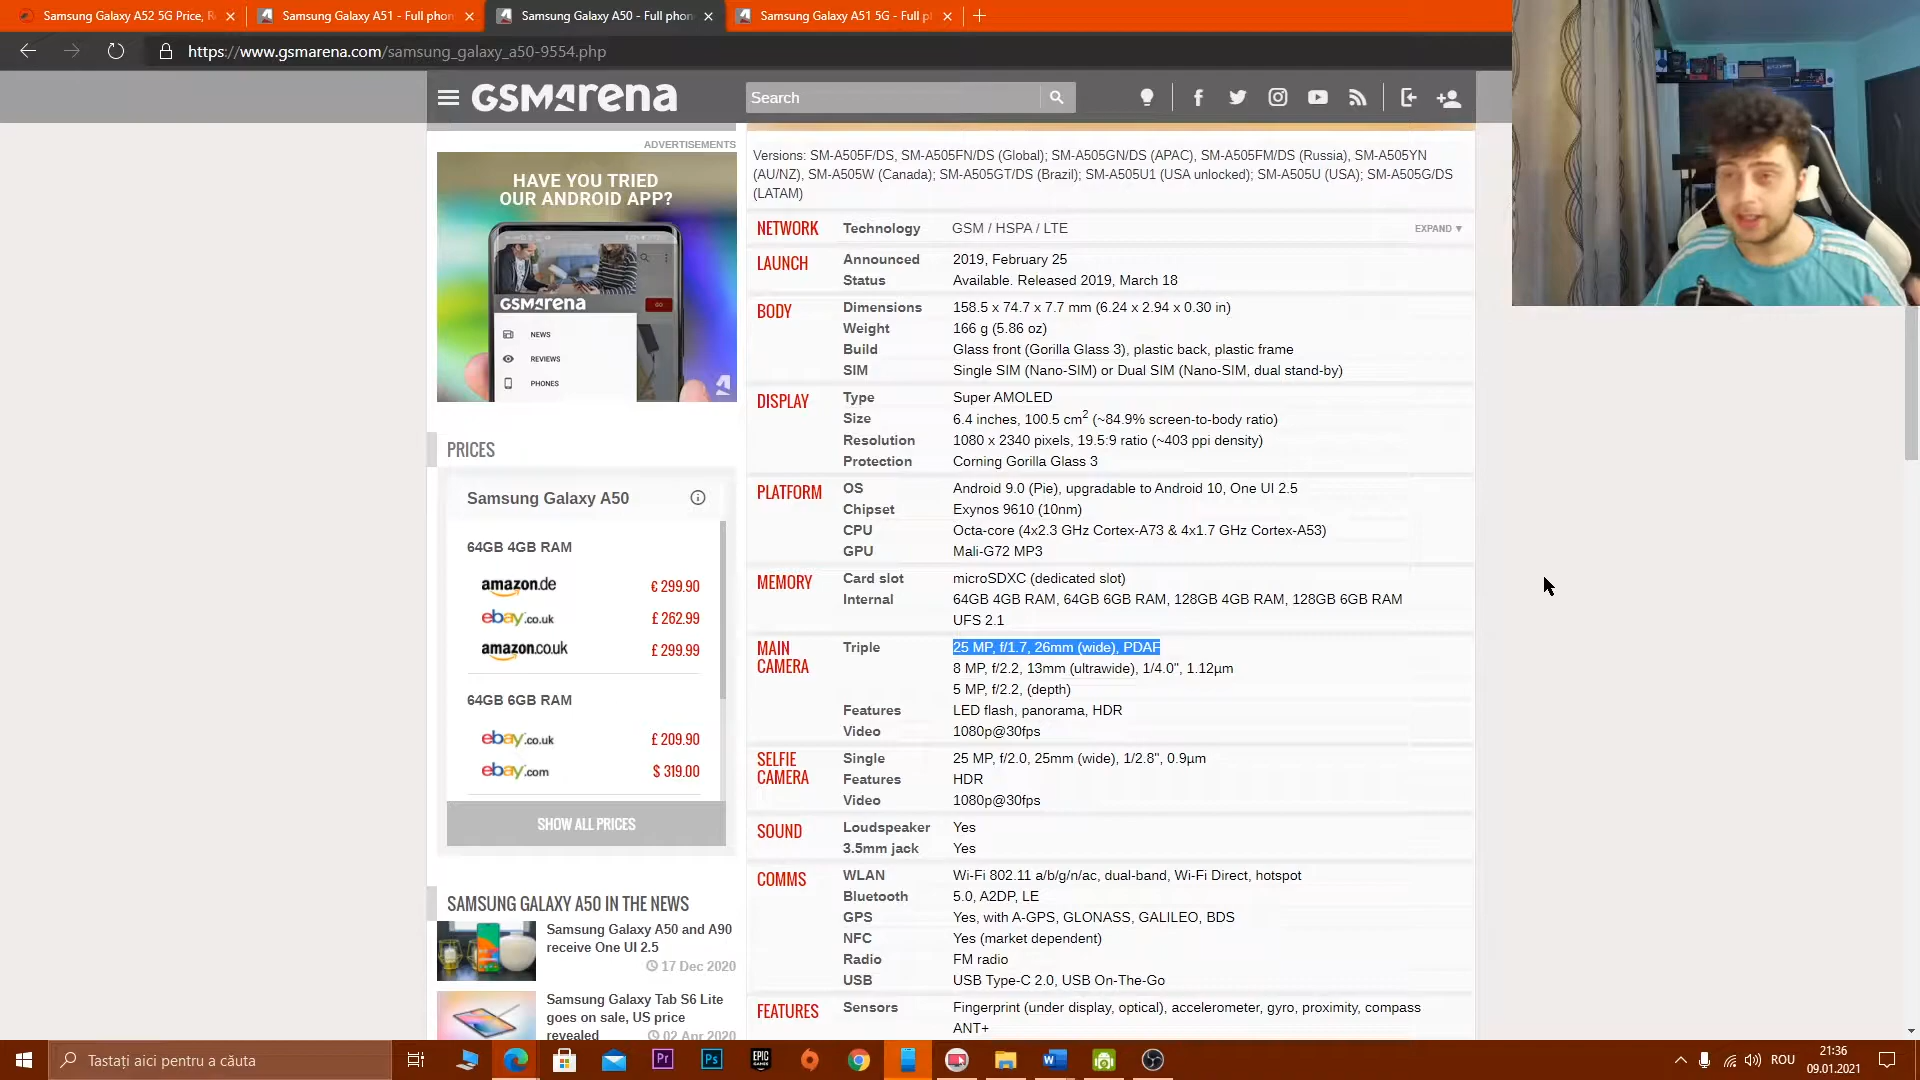 Samsung Galaxy A52 5G Price, R
Samsung Galaxy A51 - Full phon
Samsung Galaxy A50 - Full phon
Samsung Galaxy A51 5G - Full p
https://www.gsmarena.com/samsung_galaxy_a50-9554.php
GSMarena
Search
ADVERTISEMENTS
HAVE YOU TRIED
OUR ANDROID APP?
GSMarena
NEWS
REVIEWS
PHONES
PRICES
Samsung Galaxy A50
64GB 4GB RAM
amazon.de € 299.90
ebay.co.uk £ 262.99
amazon.co.uk £ 299.99
64GB 6GB RAM
ebay.co.uk £ 209.90
ebay.com $ 319.00
SHOW ALL PRICES
SAMSUNG GALAXY A50 IN THE NEWS
Samsung Galaxy A50 and A90
receive One UI 2.5
17 Dec 2020
Samsung Galaxy Tab S6 Lite
goes on sale, US price
revealed 02 Apr 2020
Versions: SM-A505F/DS, SM-A505FN/DS (Global); SM-A505GN/DS (APAC), SM-A505FM/DS (Russia), SM-A505YN
(AU/NZ), SM-A505W (Canada); SM-A505GT/DS (Brazil); SM-A505U1 (USA unlocked); SM-A505U (USA); SM-A505G/DS
(LATAM)
NETWORK Technology GSM / HSPA / LTE EXPAND ▼
LAUNCH Announced 2019, February 25
Status Available. Released 2019, March 18
BODY Dimensions 158.5 x 74.7 x 7.7 mm (6.24 x 2.94 x 0.30 in)
Weight 166 g (5.86 oz)
Build Glass front (Gorilla Glass 3), plastic back, plastic frame
SIM Single SIM (Nano-SIM) or Dual SIM (Nano-SIM, dual stand-by)
DISPLAY Type Super AMOLED
Size 6.4 inches, 100.5 cm2 (~84.9% screen-to-body ratio)
Resolution 1080 x 2340 pixels, 19.5:9 ratio (~403 ppi density)
Protection Corning Gorilla Glass 3
PLATFORM OS Android 9.0 (Pie), upgradable to Android 10, One UI 2.5
Chipset Exynos 9610 (10nm)
CPU Octa-core (4x2.3 GHz Cortex-A73 & 4x1.7 GHz Cortex-A53)
GPU Mali-G72 MP3
MEMORY Card slot microSDXC (dedicated slot)
Internal 64GB 4GB RAM, 64GB 6GB RAM, 128GB 4GB RAM, 128GB 6GB RAM
UFS 2.1
MAIN CAMERA Triple 25 MP, f/1.7, 26mm (wide), PDAF
8 MP, f/2.2, 13mm (ultrawide), 1/4.0", 1.12µm
5 MP, f/2.2, (depth)
Features LED flash, panorama, HDR
Video 1080p@30fps
SELFIE CAMERA Single 25 MP, f/2.0, 25mm (wide), 1/2.8", 0.9µm
Features HDR
Video 1080p@30fps
SOUND Loudspeaker Yes
3.5mm jack Yes
COMMS WLAN Wi-Fi 802.11 a/b/g/n/ac, dual-band, Wi-Fi Direct, hotspot
Bluetooth 5.0, A2DP, LE
GPS Yes, with A-GPS, GLONASS, GALILEO, BDS
NFC Yes (market dependent)
Radio FM radio
USB USB Type-C 2.0, USB On-The-Go
FEATURES Sensors Fingerprint (under display, optical), accelerometer, gyro, proximity, compass
ANT+
Tastați aici pentru a căuta
Pr
Ps
EPIC
GAMES
W
ROU
21:36
09.01.2021